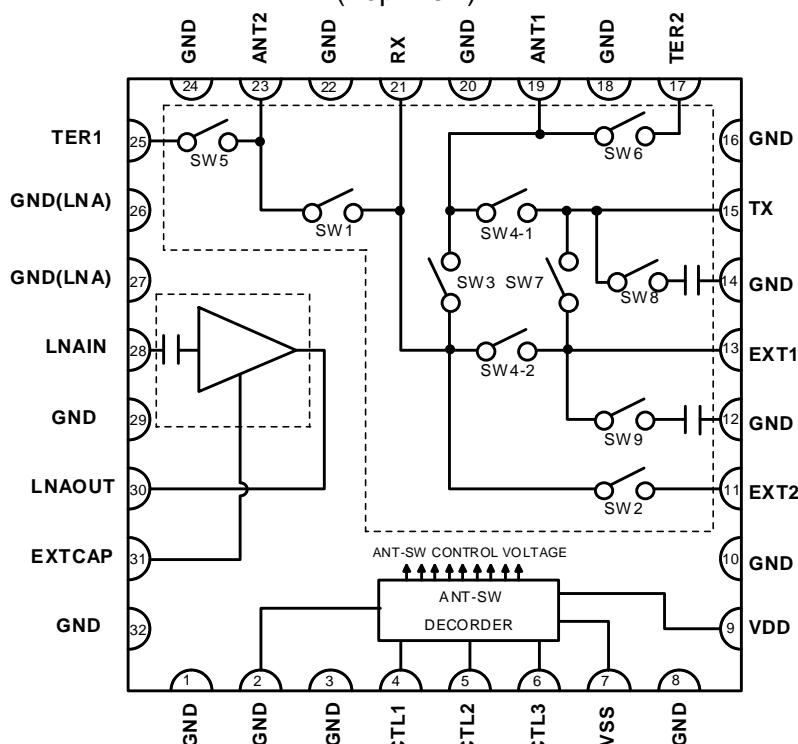 GND
ANT2
GND
RX
GND
ANT1
GND
TER2
24
23
22
21
20
19
18
17
TER1
25
SW5
SW6
16
GND
GND(LNA)
26
SW1
SW4-1
15
TX
GND(LNA)
27
SW3
SW7
SW8
14
GND
LNAIN
28
SW4-2
13
EXT1
GND
29
SW9
12
GND
LNAOUT
30
SW2
11
EXT2
EXTCAP
31
ANT-SW CONTROL VOLTAGE
10
GND
ANT-SW
DECORDER
GND
32
9
VDD
1
2
3
4
5
6
7
8
GND
GND
GND
CTL1
CTL2
CTL3
VSS
GND